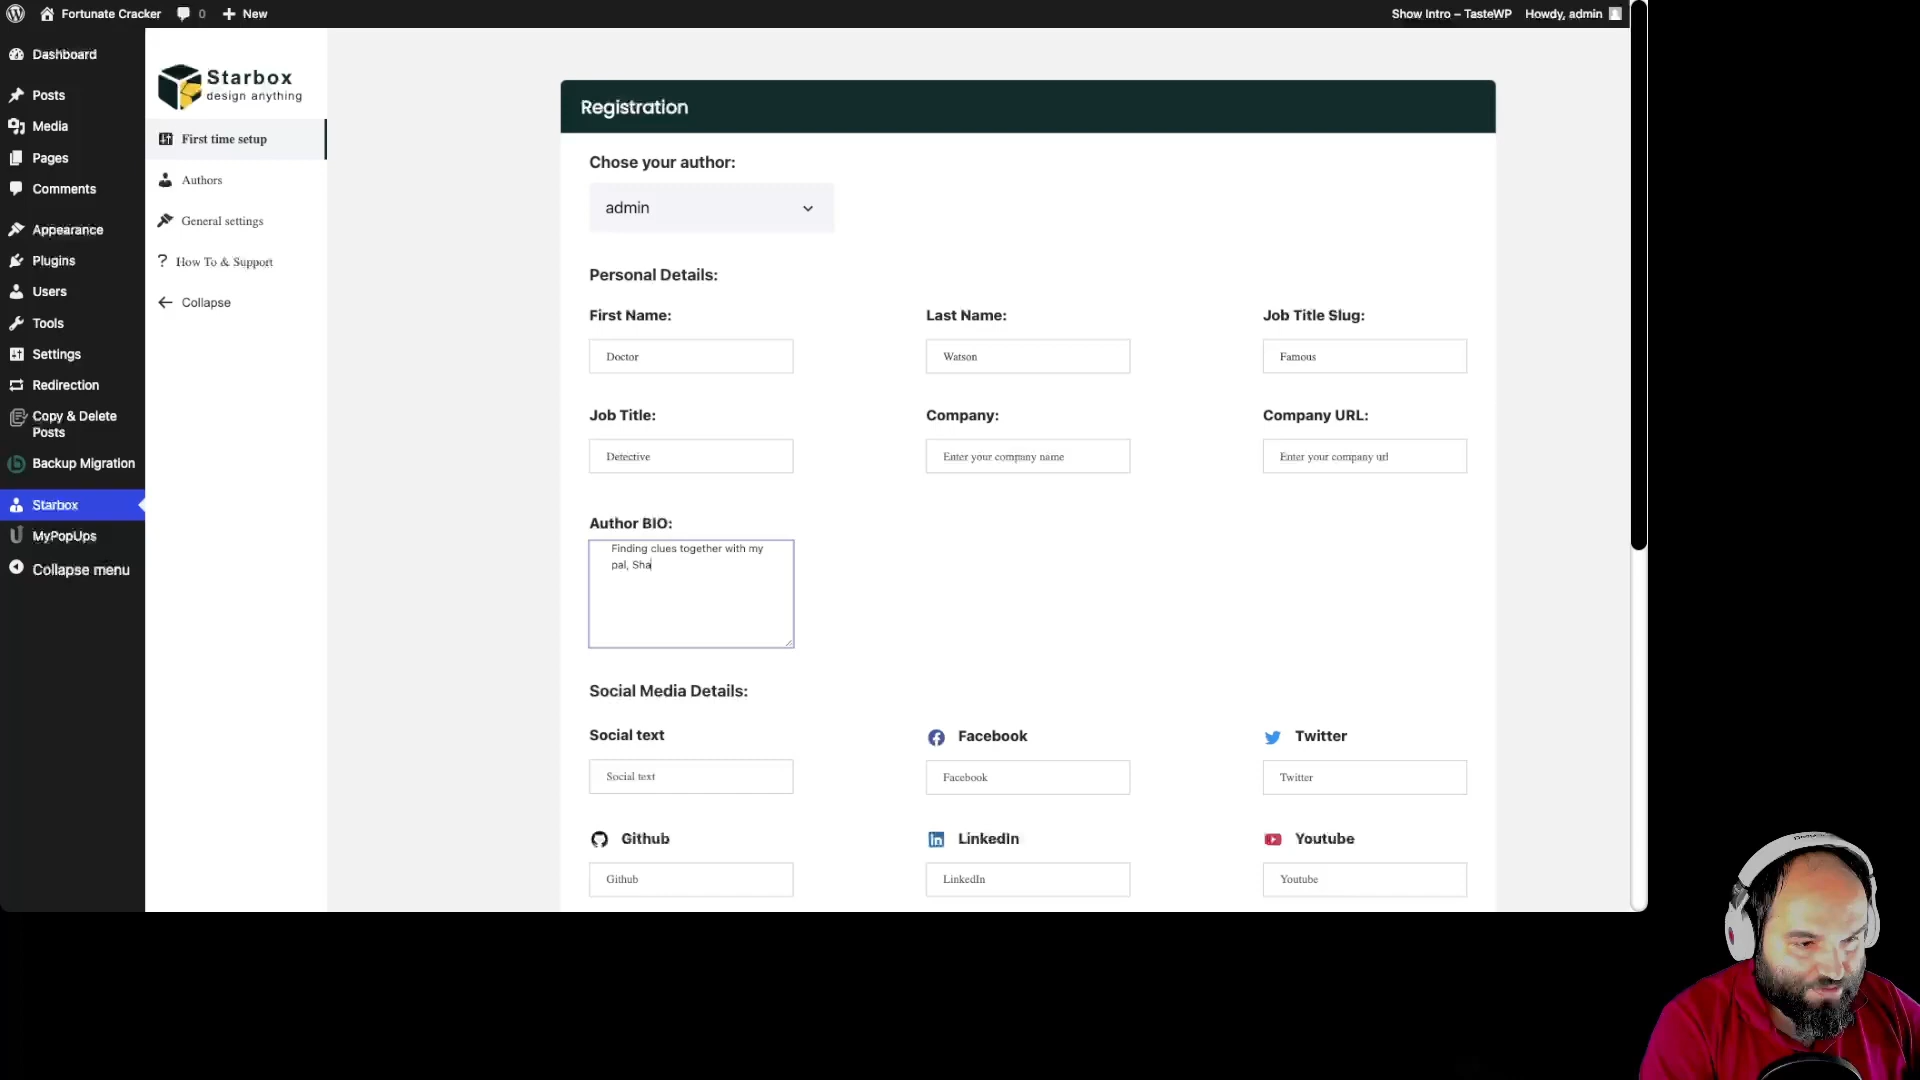 Fortunate Cracker
0
New
Show Intro – TasteWP
Howdy, admin
Dashboard
Posts
Media
Pages
Comments
Appearance
Plugins
Users
Tools
Settings
Redirection
Copy & Delete
Posts
Backup Migration
Starbox
MyPopUps
Collapse menu
Starbox
design anything
First time setup
Authors
General settings
? How To & Support
Collapse
Registration
Chose your author:
admin
Personal Details:
First Name:
Last Name:
Job Title Slug:
Doctor
Watson
Famous
Job Title:
Company:
Company URL:
Detective
Enter your company name
Enter your company url
Author BIO:
Finding clues together with my
pal, Sha
Social Media Details:
Social text
Facebook
Twitter
Social text
Facebook
Twitter
Github
LinkedIn
Youtube
Github
LinkedIn
Youtube